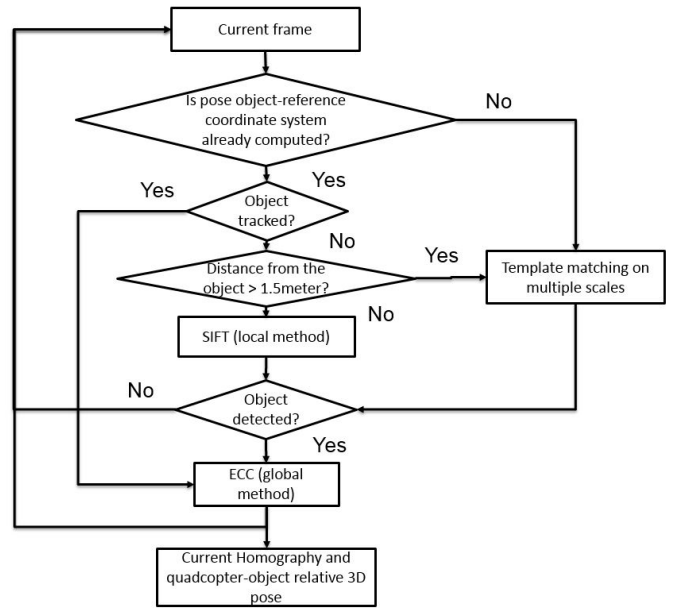 Current frame
Is pose object-reference
coordinate system
already computed?
No
Yes
Yes
Object
tracked?
No
Distance from the
object > 1.5meter?
Yes
Template matching on
multiple scales
No
SIFT (local method)
No
Object
detected?
Yes
ECC (global
method)
Current Homography and
quadcopter-object relative 3D
pose